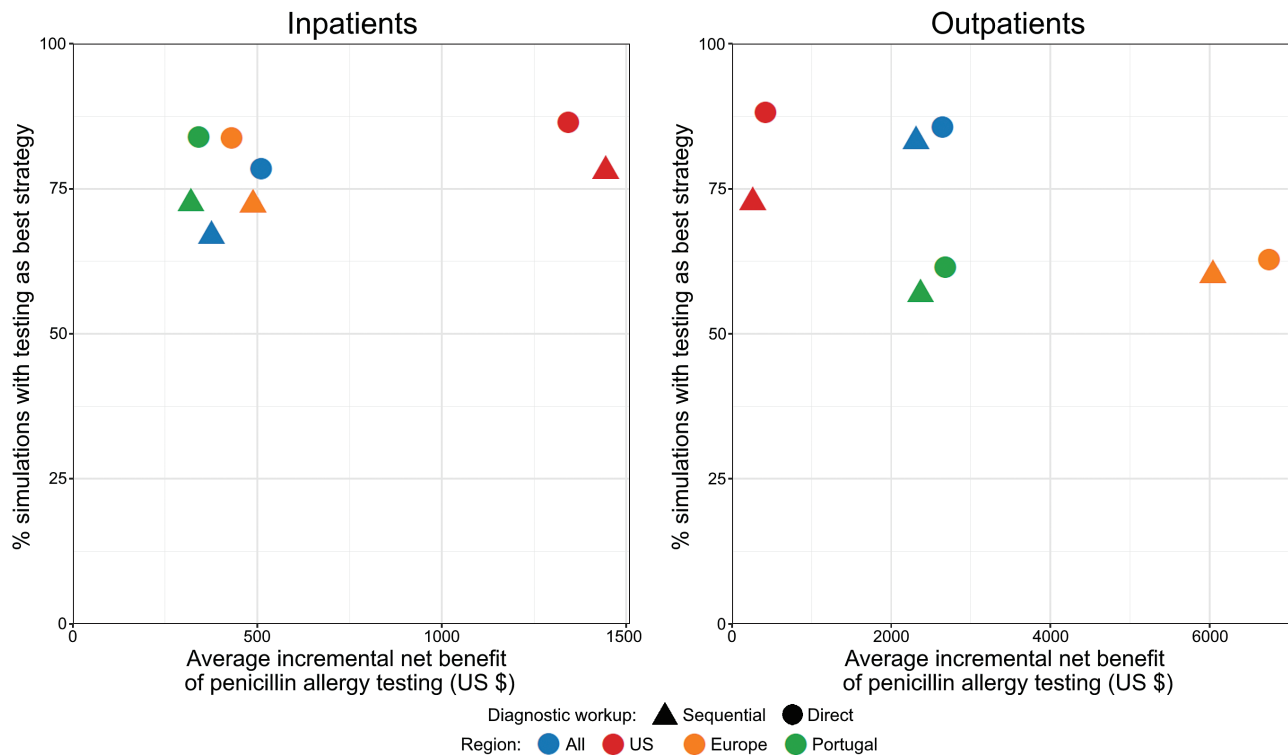 Inpatients
% simulations with testing as best strategy
100
75
50
25
0
0 500 1000 1500
Average incremental net benefit
of penicillin allergy testing (US $)
Outpatients
% simulations with testing as best strategy
100
75
50
25
0
0 2000 4000 6000
Average incremental net benefit
of penicillin allergy testing (US $)
Diagnostic workup: Sequential Direct
Region: All US Europe Portugal